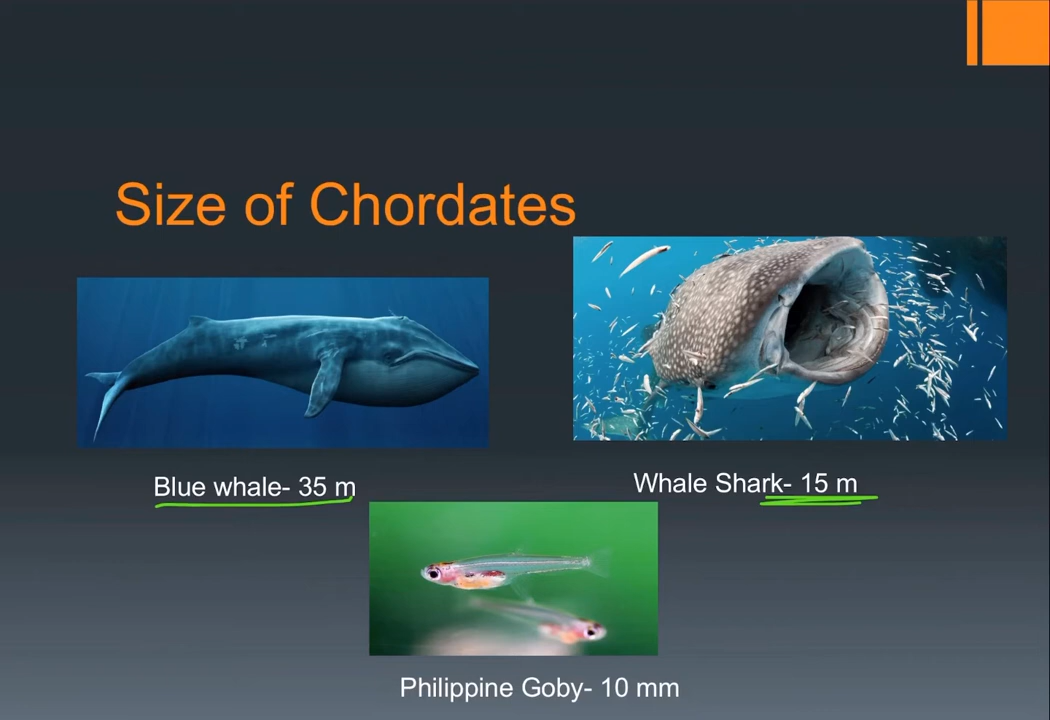 Size of Chordates
Blue whale- 35 m
Whale Shark- 15 m
Philippine Goby- 10 mm